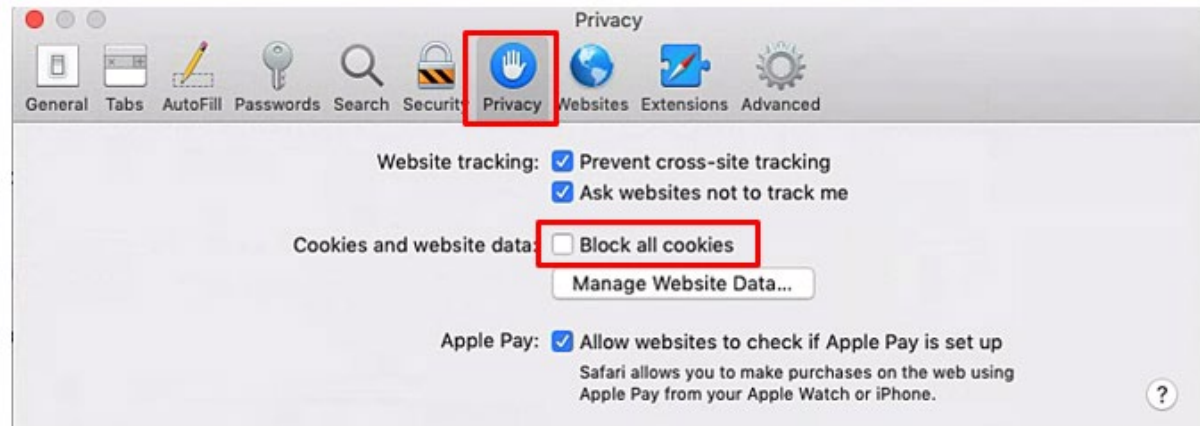 Privacy
General Tabs AutoFill Passwords Search Security Privacy Websites Extensions Advanced
Website tracking: Prevent cross-site tracking
Ask websites not to track me
Cookies and website data: Block all cookies
Manage Website Data...
Apple Pay: Allow websites to check if Apple Pay is set up
Safari allows you to make purchases on the web using
Apple Pay from your Apple Watch or iPhone.
?